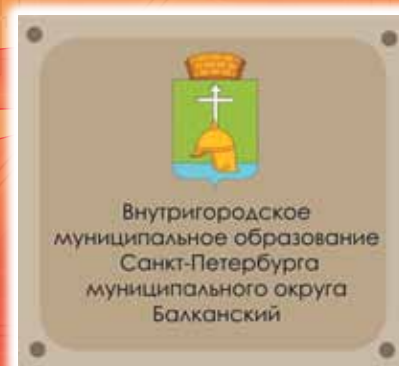 Внутригородское
муниципальное образование
Санкт-Петербурга
муниципального округа
Балканский